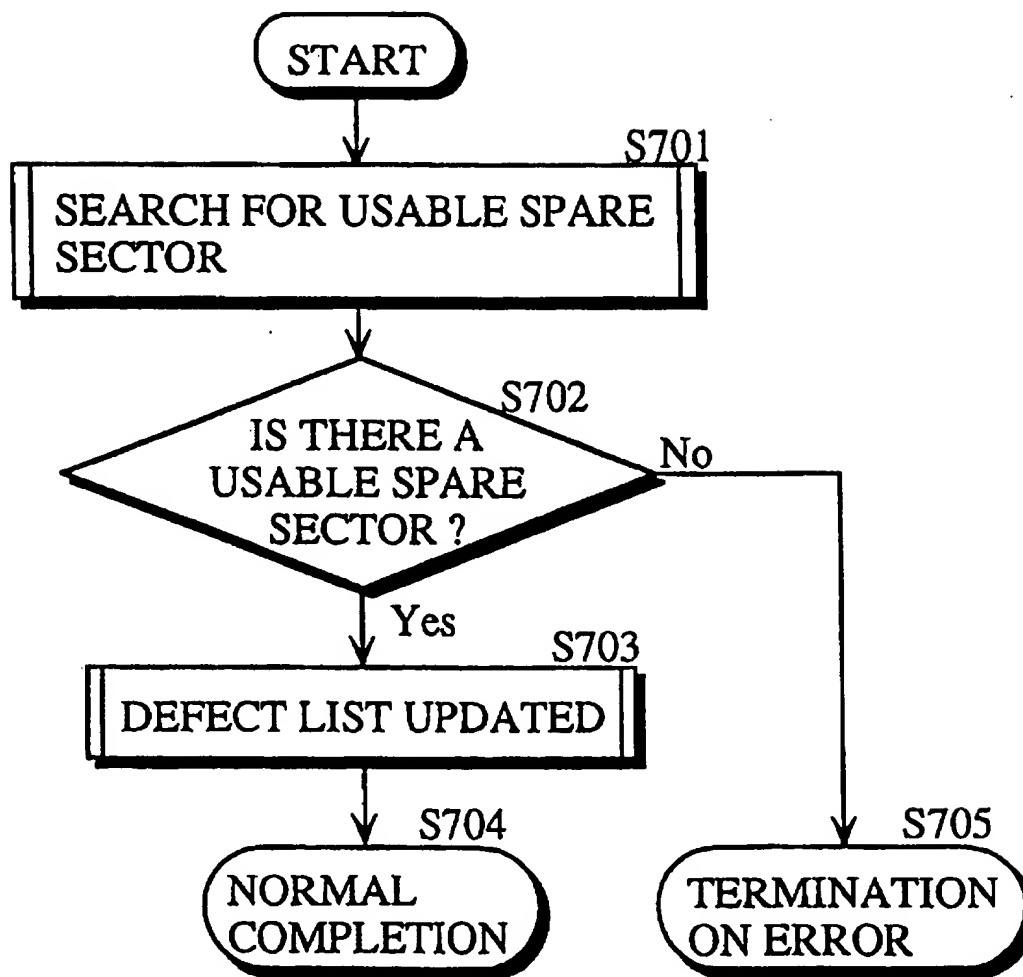 START
S701
SEARCH FOR USABLE SPARE
SECTOR
S702
IS THERE A
USABLE SPARE
SECTOR ?
No
Yes
S703
DEFECT LIST UPDATED
S704
NORMAL
COMPLETION
S705
TERMINATION
ON ERROR